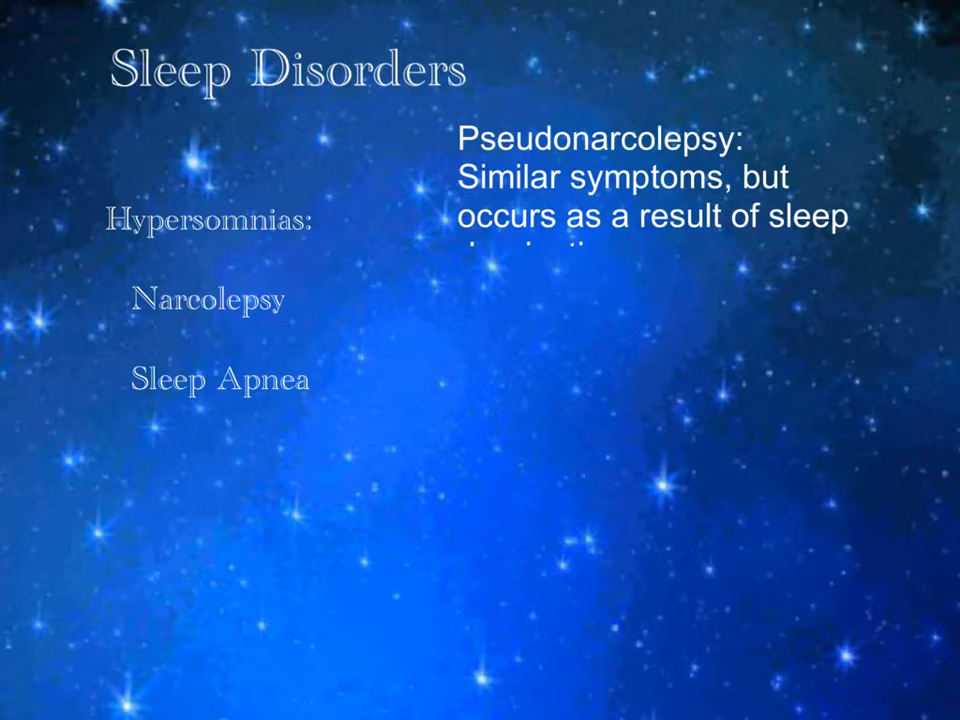 Sleep Disorders
Pseudonarcolepsy:
Similar symptoms, but
occurs as a result of sleep
Hypersomnias:
Narcolepsy
Sleep Apnea